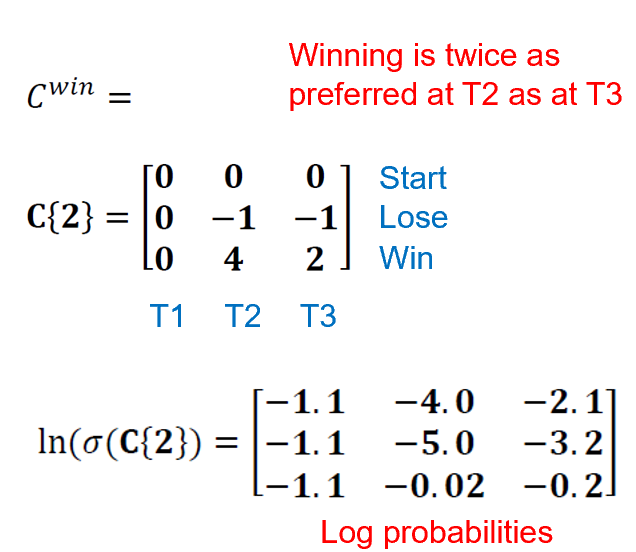 Winning is twice as
preferred at T2 as at T3
C^win =
C{2} = [0 0 0] Start
[0 −1 −1] Lose
[0 4 2] Win
T1 T2 T3
ln(σ(C{2}) = [−1.1 −4.0 −2.1]
[−1.1 −5.0 −3.2]
[−1.1 −0.02 −0.2]
Log probabilities